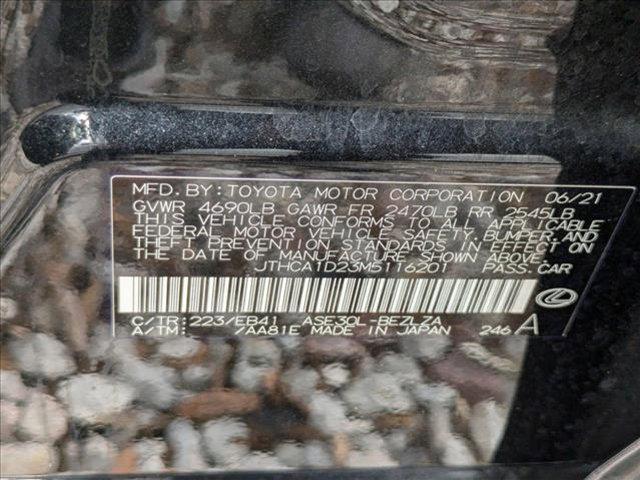 MFD. BY: TOYOTA MOTOR CORPORATION 06/21
GVWR 4690LB GAWR FR 2470LB RR 2545LB
THIS VEHICLE CONFORMS TO ALL APPLICABLE
FEDERAL MOTOR VEHICLE SAFETY, BUMPER, AND
THEFT PREVENTION STANDARDS IN EFFECT ON
THE DATE OF MANUFACTURE SHOWN ABOVE.
JTHCA1D23M5116201 PASS. CAR
C/TR: 223/EB41 ASE30L-BEZLZA
A/TM: /AA81E MADE IN JAPAN 246 A